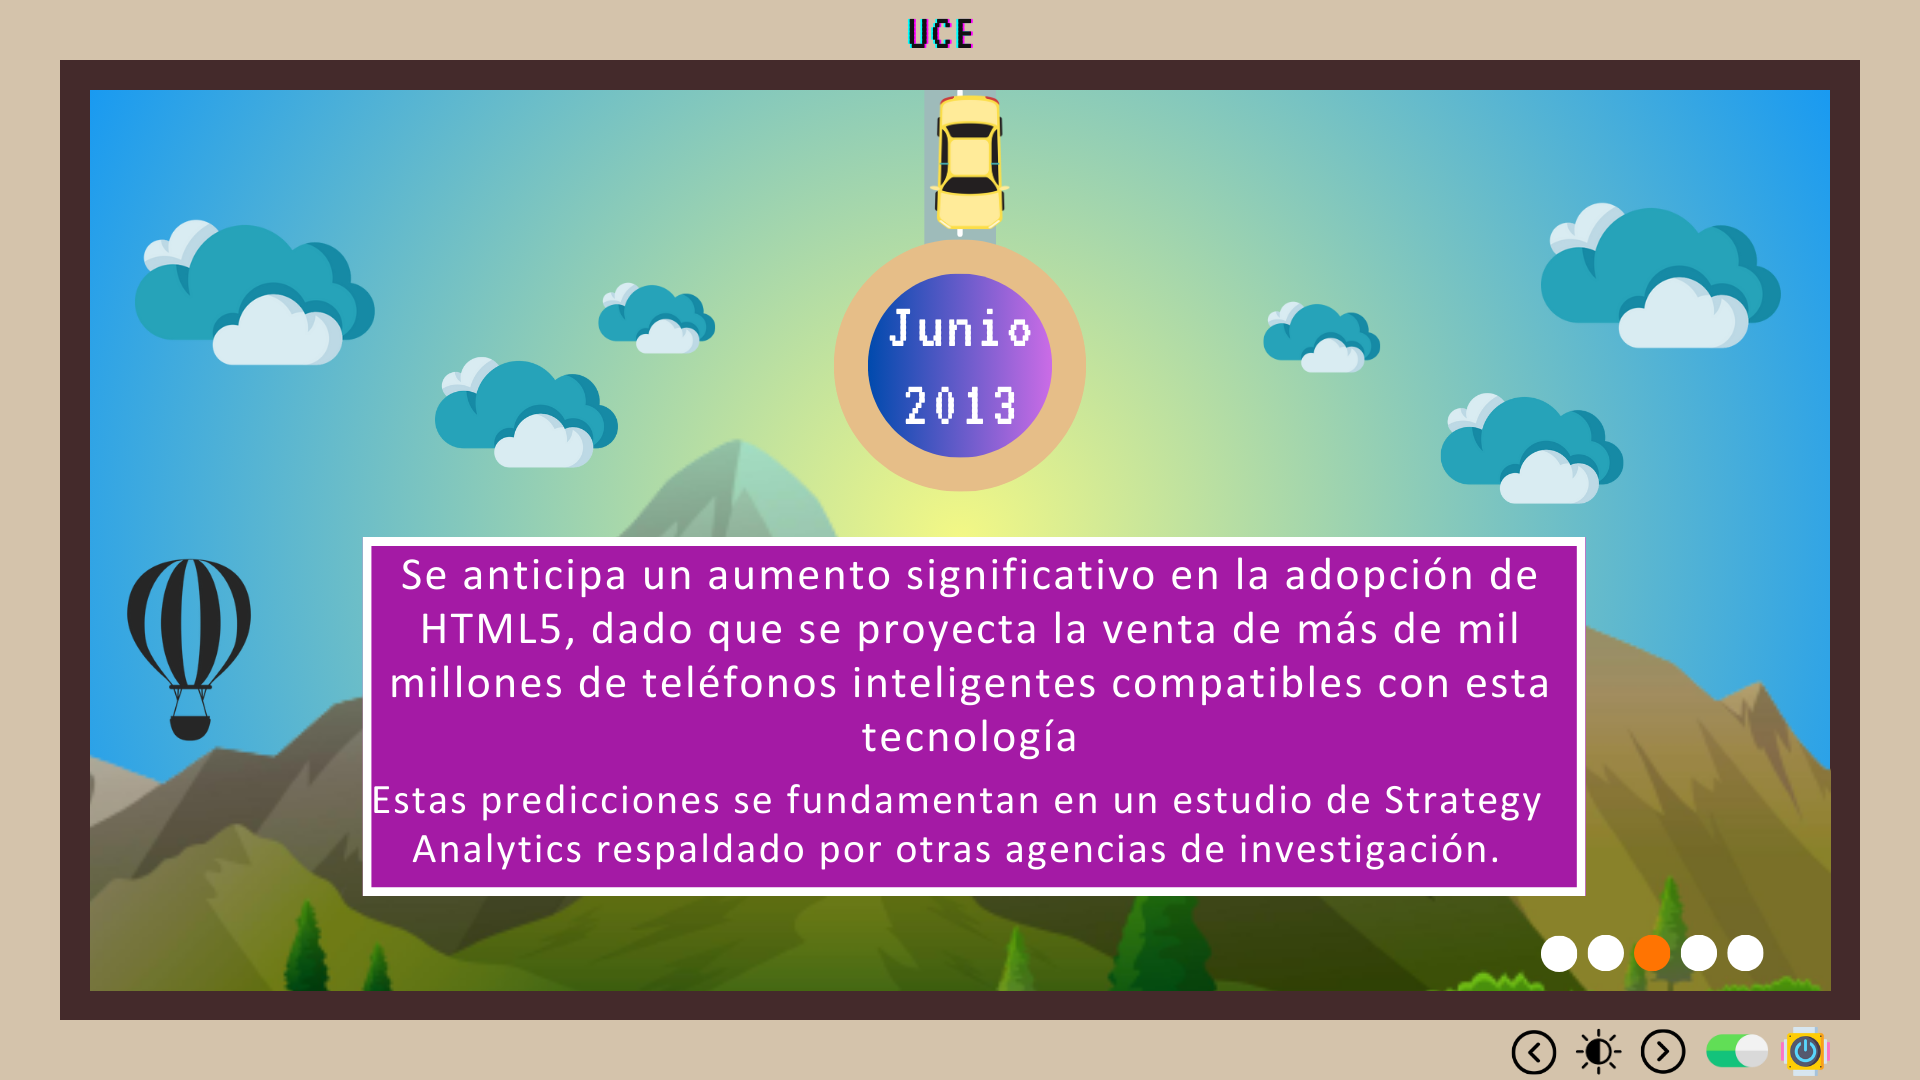 UCE
Junio
2013
Se anticipa un aumento significativo en la adopción de
HTML5, dado que se proyecta la venta de más de mil
millones de teléfonos inteligentes compatibles con esta
tecnología
Estas predicciones se fundamentan en un estudio de Strategy
Analytics respaldado por otras agencias de investigación.